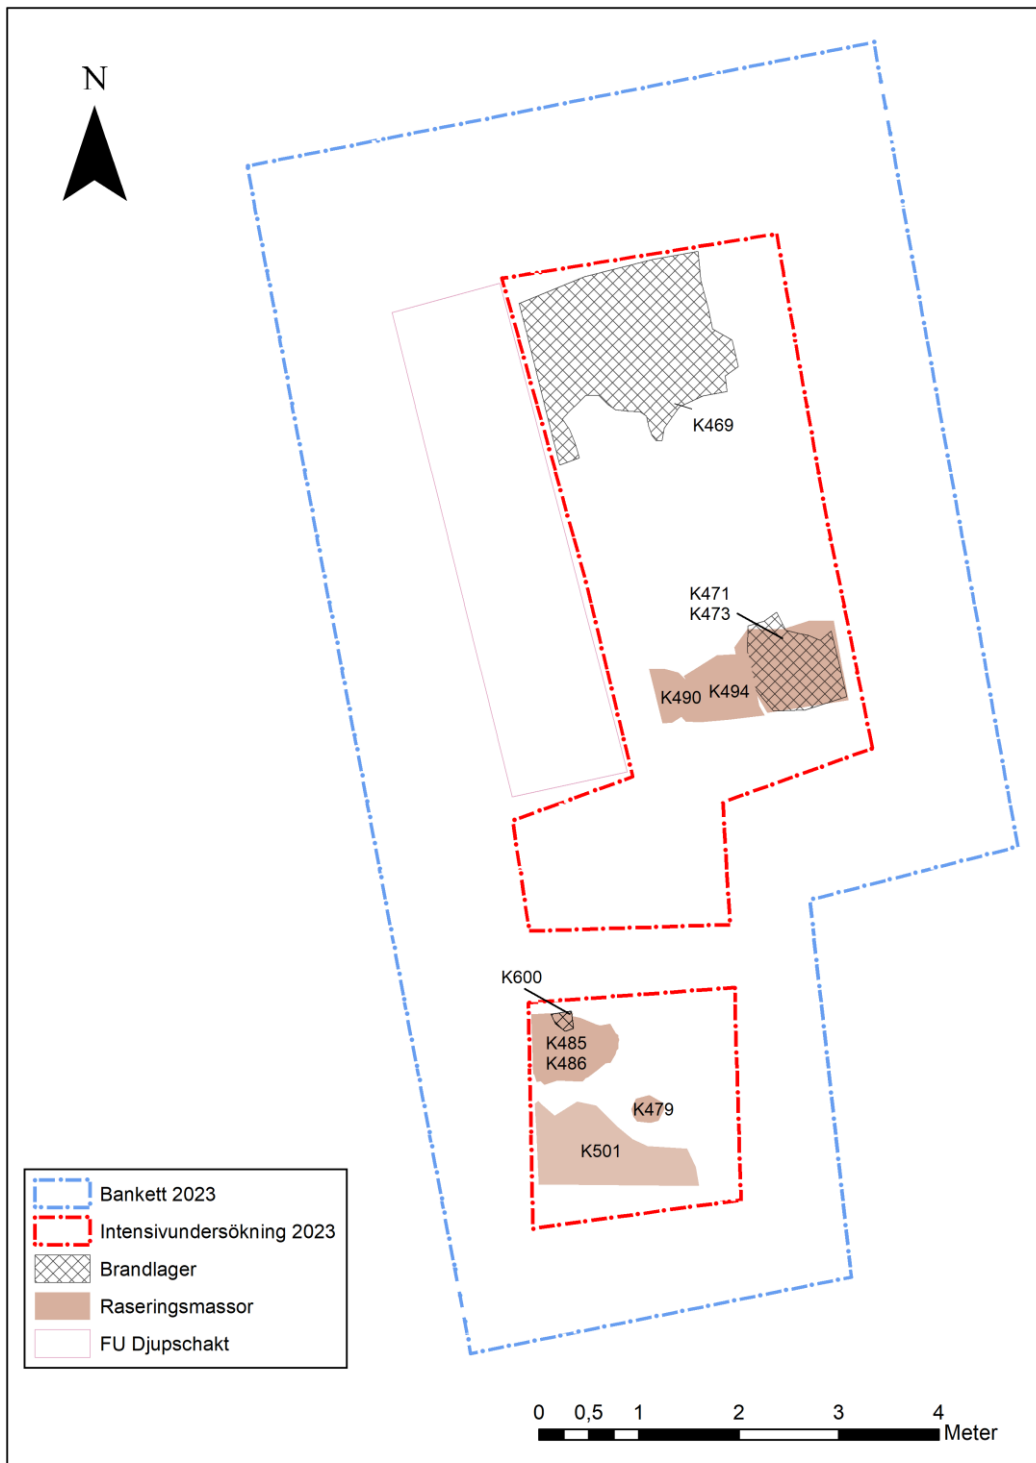 N
K469
K471
K473
K490
K494
K600
K485
K486
K479
K501
Bankett 2023
Intensivundersökning 2023
Brandlager
Raseringsmassor
FU Djupschakt
0 0,5 1 2 3 4
Meter